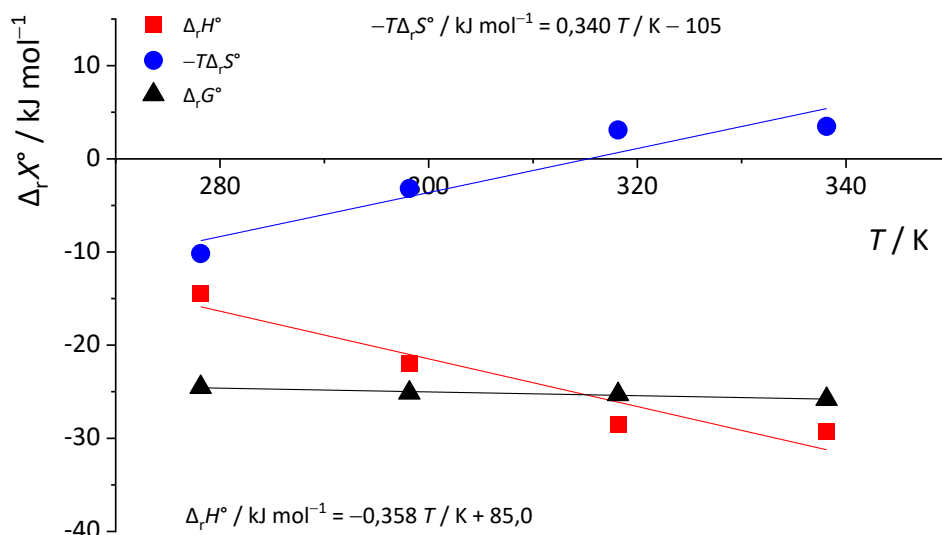 Δ_rH° −TΔ_rS° / kJ mol⁻¹ = 0,340 T / K − 105
−TΔ_rS°
Δ_rG°
Δ_rX° / kJ mol⁻¹
10
0
280 300 320 340
T / K
-10
-20
-30
-40
Δ_rH° / kJ mol⁻¹ = −0,358 T / K + 85,0